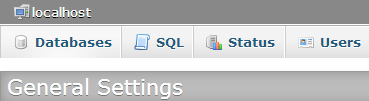 localhost
Databases SQL Status Users
General Settings